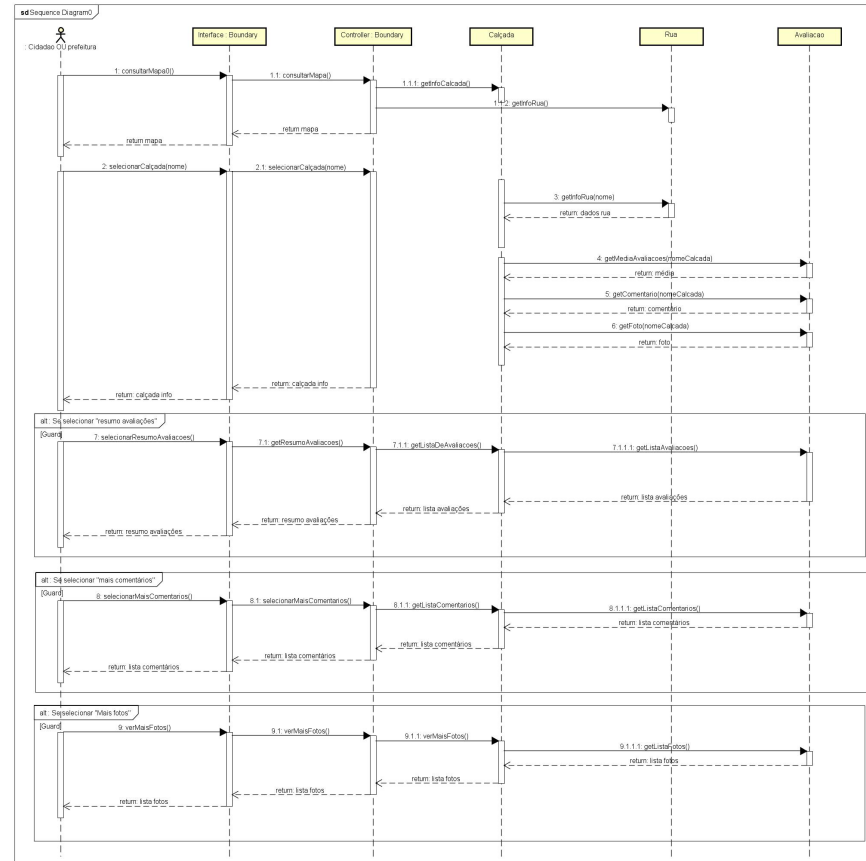 sd Sequence Diagram0
: Cidadao OU prefeitura
Interface : Boundary
Controller : Boundary
Calçada
Rua
Avaliacao
1: consultarMapa0()
1.1: consultarMapa()
1.1.1: getInfoCalcada()
1.1.2: getInfoRua()
return mapa
return mapa
2: selecionarCalçada(nome)
2.1: selecionarCalçada(nome)
3: getInfoRua(nome)
return: dados rua
4: getMediaAvaliacoes(nomeCalcada)
return: média
5: getComentario(nomeCalcada)
return: comentário
6: getFoto(nomeCalcada)
return: foto
return: calçada info
return: calçada info
alt : Se selecionar "resumo avaliações"
[Guard]
7: selecionarResumoAvaliacoes()
7.1: getResumoAvaliacoes()
7.1.1: getListaDeAvaliacoes()
7.1.1.1: getListaAvaliacoes()
return: lista avaliações
return: lista avaliações
return: resumo avaliações
return: resumo avaliações
alt : Se selecionar "mais comentários"
[Guard]
8: selecionarMaisComentarios()
8.1: selecionarMaisComentarios()
8.1.1: getListaComentarios()
8.1.1.1: getListaComentarios()
return: lista comentários
return: lista comentários
return: lista comentários
return: lista comentários
alt : Se selecionar "Mais fotos"
[Guard]
9: verMaisFotos()
9.1: verMaisFotos()
9.1.1: verMaisFotos()
9.1.1.1: getListaFotos()
return: lista fotos
return: lista fotos
return: lista fotos
return: lista fotos